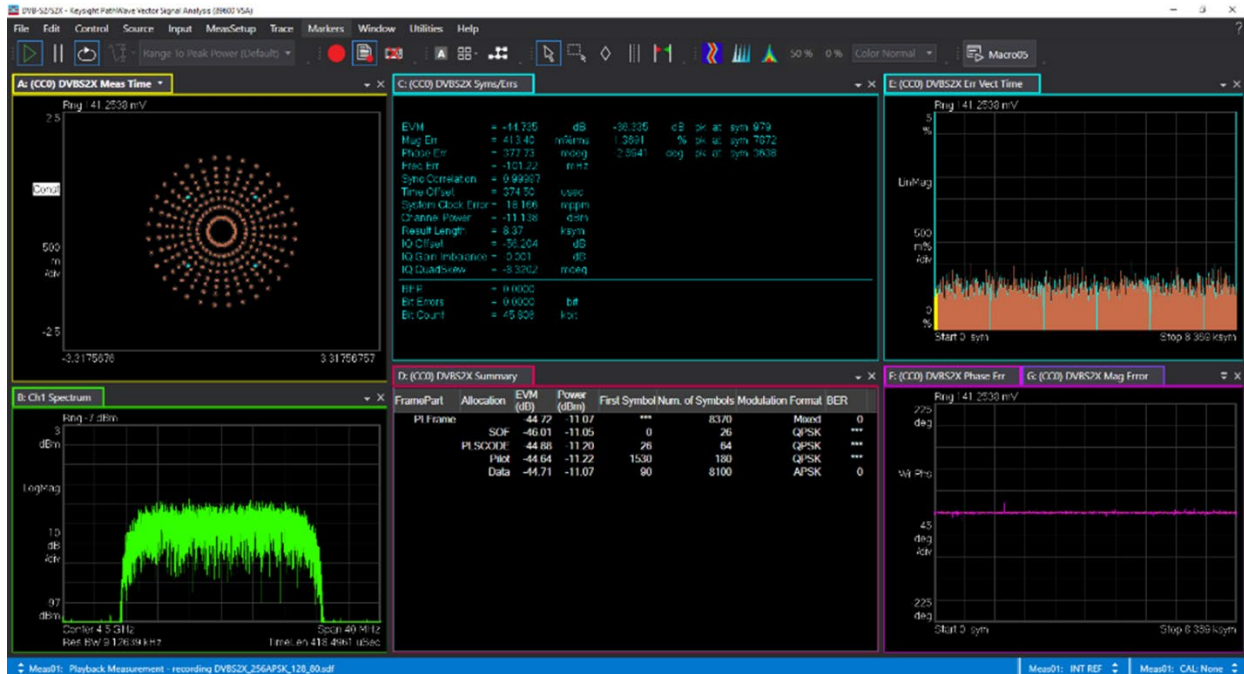 DVB-S2/S2X - Keysight PathWave Vector Signal Analysis (89600 VSA)
File Edit Control Source Input MeasSetup Trace Markers Window Utilities Help
Range To Peak Power (Default) A 50 % 0 % Color Normal Macro05
A: (CC0) DVBS2X Meas Time
Rng 141.2538 mV
2.5
Const
500
m
/div
-2.5
-3.3175676 3.31756757
B: Ch1 Spectrum
Rng -7 dBm
3
dBm
LogMag
10
dB
/div
-97
dBm
Center 4.5 GHz Span 40 MHz
Res BW 9.12639 kHz TimeLen 418.4961 uSec
C: (CC0) DVBS2X Syms/Errs
EVM = -44.735 dB -36.335 dB pk at sym 979
Mag Err = 413.40 m%rms 1.3691 % pk at sym 7872
Phase Err = 377.73 mdeg 2.5941 deg pk at sym 3638
Freq Err = -101.22 mHz
Sync Correlation = 0.99997
Time Offset = 374.50 usec
System Clock Error = 16.166 mppm
Channel Power = -11.138 dBm
Result Length = 8.37 ksym
IQ Offset = -56.204 dB
IQ Gain Imbalance = 0.001 dB
IQ QuadSkew = -3.3202 mdeg
BER = 0.0000
Bit Errors = 0.0000 bit
Bit Count = 45.808 kbit
D: (CC0) DVBS2X Summary
FramePart Allocation EVM (dB) Power (dBm) First Symbol Num. of Symbols Modulation Format BER
PLFrame -44.72 -11.07 *** 8370 Mixed 0
SOF -46.01 -11.05 0 26 QPSK ***
PLSCODE -44.88 -11.20 26 64 QPSK ***
Pilot -44.64 -11.22 1530 180 QPSK ***
Data -44.71 -11.07 90 8100 APSK 0
E: (CC0) DVBS2X Err Vect Time
Rng 141.2538 mV
5
%
LinMag
500
m%
/div
0
%
Start 0 sym Stop 8.369 ksym
F: (CC0) DVBS2X Phase Err G: (CC0) DVBS2X Mag Error
Rng 141.2538 mV
225
deg
Wr Phs
45
deg
/div
225
deg
Start 0 sym Stop 8.369 ksym
Meas01: Playback Measurement - recording DVBS2X_256APSK_128_80.sdf Meas01: INT REF Meas01: CAL: None